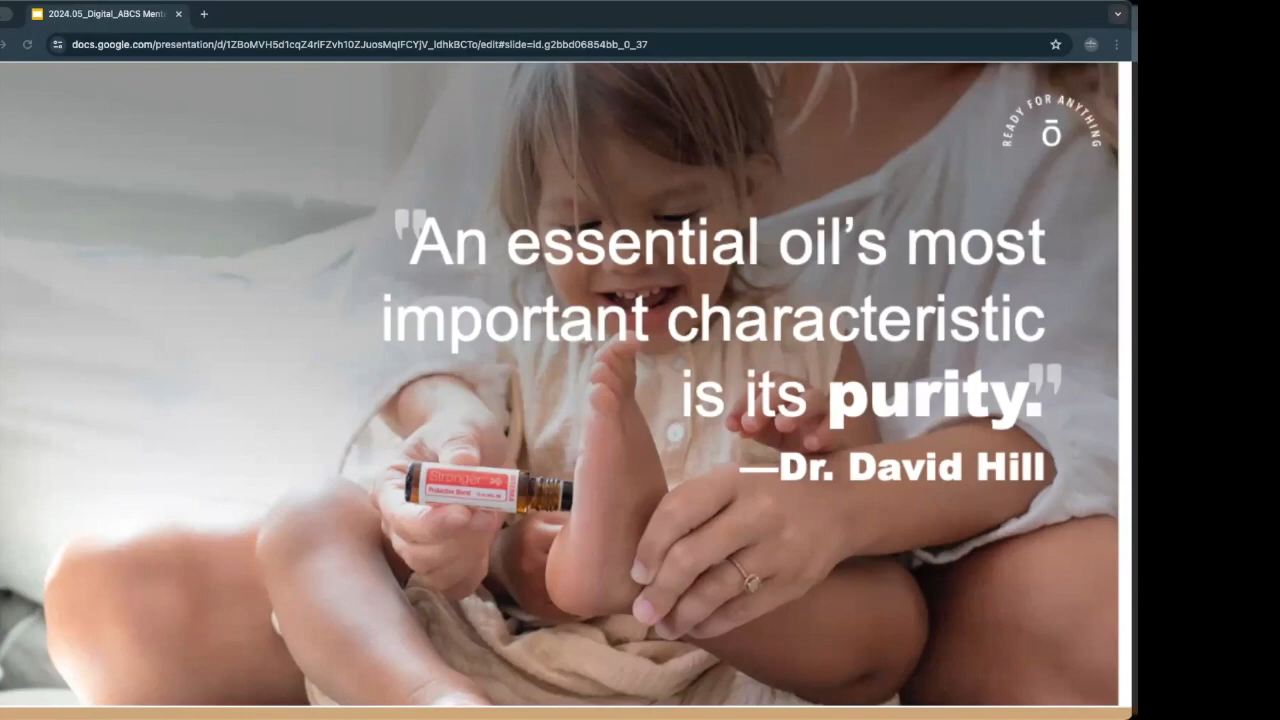 2024.05_Digital_ABCS Ment
docs.google.com/presentation/d/1ZBoMVH5d1cqZ4rlFZvh10ZJuosMqIFCYjV_ldhkBCTo/edit#slide=id.g2bbd06854bb_0_37
READY FOR ANYTHING
ō
"An essential oil’s most
important characteristic
is its purity."
—Dr. David Hill
Stronger
Protective Blend